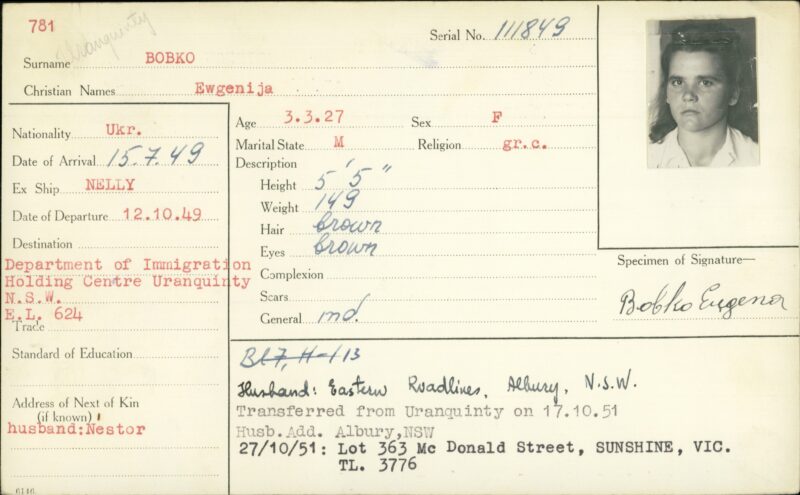 781
Uranquinty
Serial No. 111849
Surname BOBKO
Christian Names Ewgenija
Nationality Ukr.
Date of Arrival 15.7.49
Ex Ship NELLY
Date of Departure 12.10.49
Destination
Department of Immigration
Holding Centre Uranquinty
N.S.W.
E.L. 624
Trade
Standard of Education
Address of Next of Kin
(if known)
husband:Nestor
6146
Age 3.3.27 Sex F
Marital State M Religion gr.c.
Description
Height 5' 5"
Weight 149
Hair brown
Eyes brown
Complexion
Scars
General md.
Specimen of Signature—
Bobko Eugena
Bl7, H-113
Husband: Eastern Roadlines, Albury, N.S.W.
Transferred from Uranquinty on 17.10.51
Husb.Add. Albury,NSW
27/10/51: Lot 363 Mc Donald Street, SUNSHINE, VIC.
TL. 3776